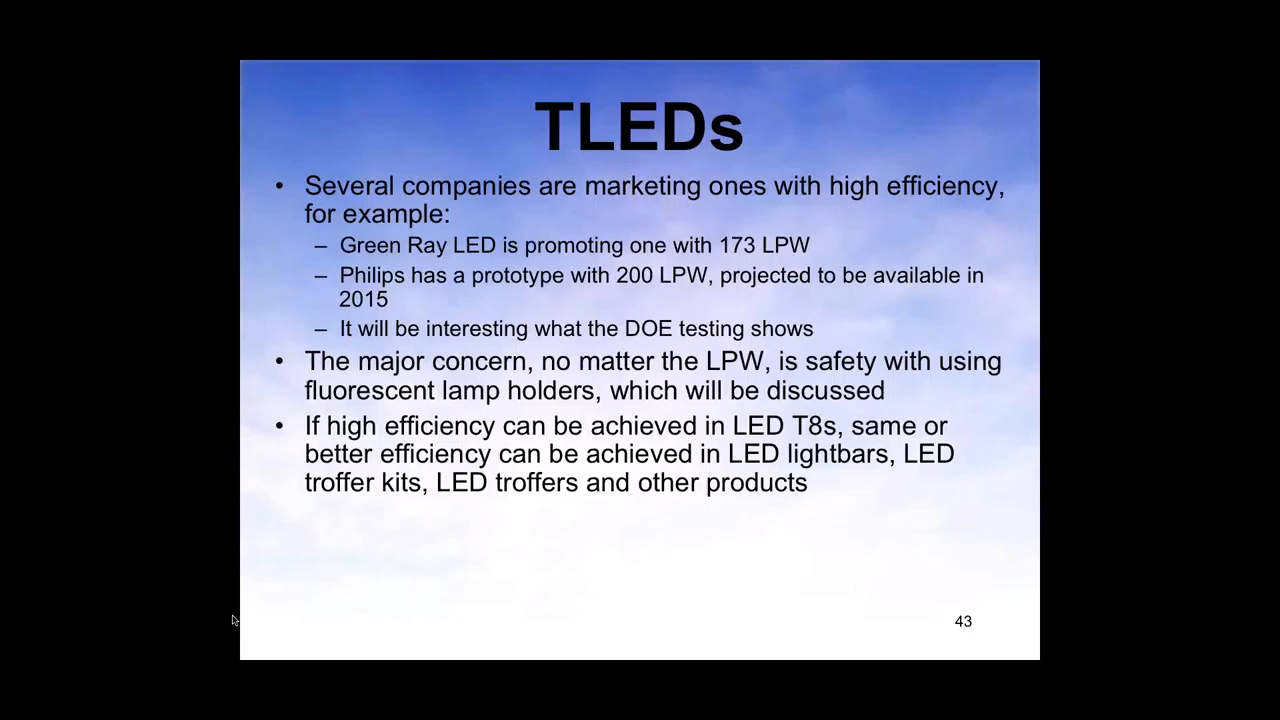 TLEDs
• Several companies are marketing ones with high efficiency,
for example:
– Green Ray LED is promoting one with 173 LPW
– Philips has a prototype with 200 LPW, projected to be available in
2015
– It will be interesting what the DOE testing shows
• The major concern, no matter the LPW, is safety with using
fluorescent lamp holders, which will be discussed
• If high efficiency can be achieved in LED T8s, same or
better efficiency can be achieved in LED lightbars, LED
troffer kits, LED troffers and other products
43